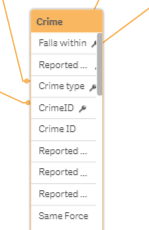 Crime
Falls within
Reported ...
Crime type
CrimeID
Crime ID
Reported ...
Reported ...
Reported ...
Same Force